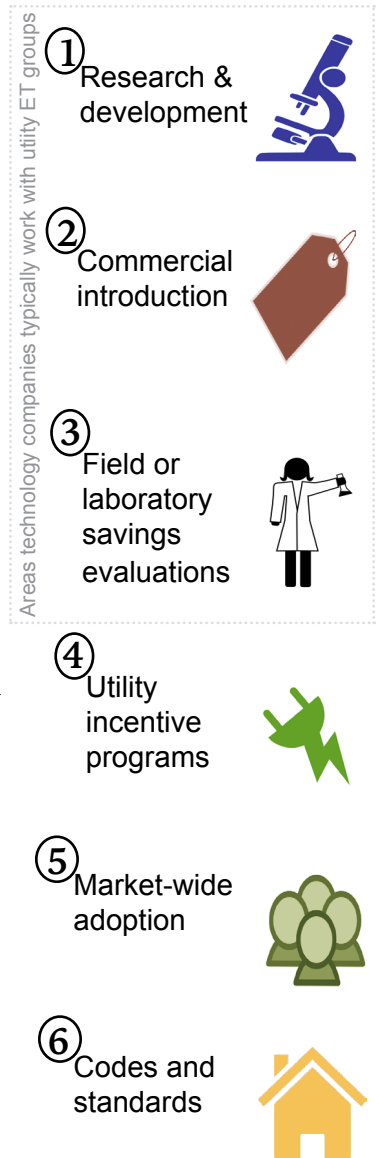 Areas technology companies typically work with utiity ET groups
1
Research &
development
2
Commercial
introduction
3
Field or
laboratory
savings
evaluations
4
Utility
incentive
programs
5
Market-wide
adoption
6
Codes and
standards